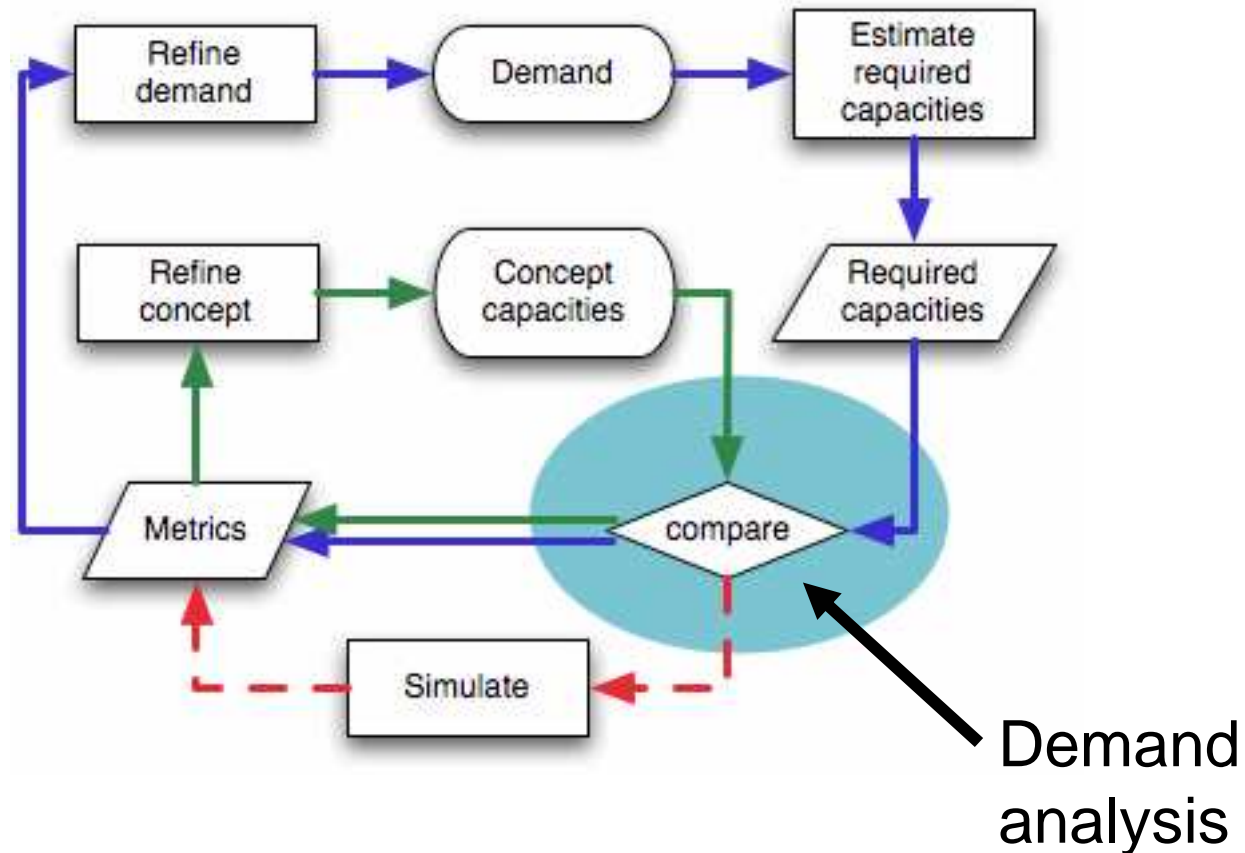 Refine
demand
Demand
Estimate
required
capacities
Refine
concept
Concept
capacities
Required
capacities
Metrics
compare
Simulate
Demand
analysis